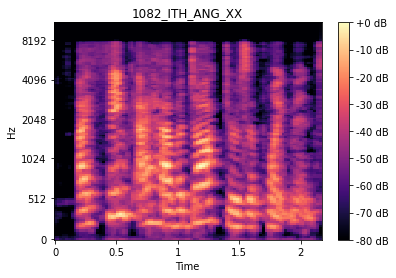 1082_ITH_ANG_XX
+0 dB
8192
-10 dB
4096
-20 dB
-30 dB
2048
Hz
-40 dB
1024
-50 dB
512
-60 dB
-70 dB
0
-80 dB
0
0.5
1
1.5
2
Time